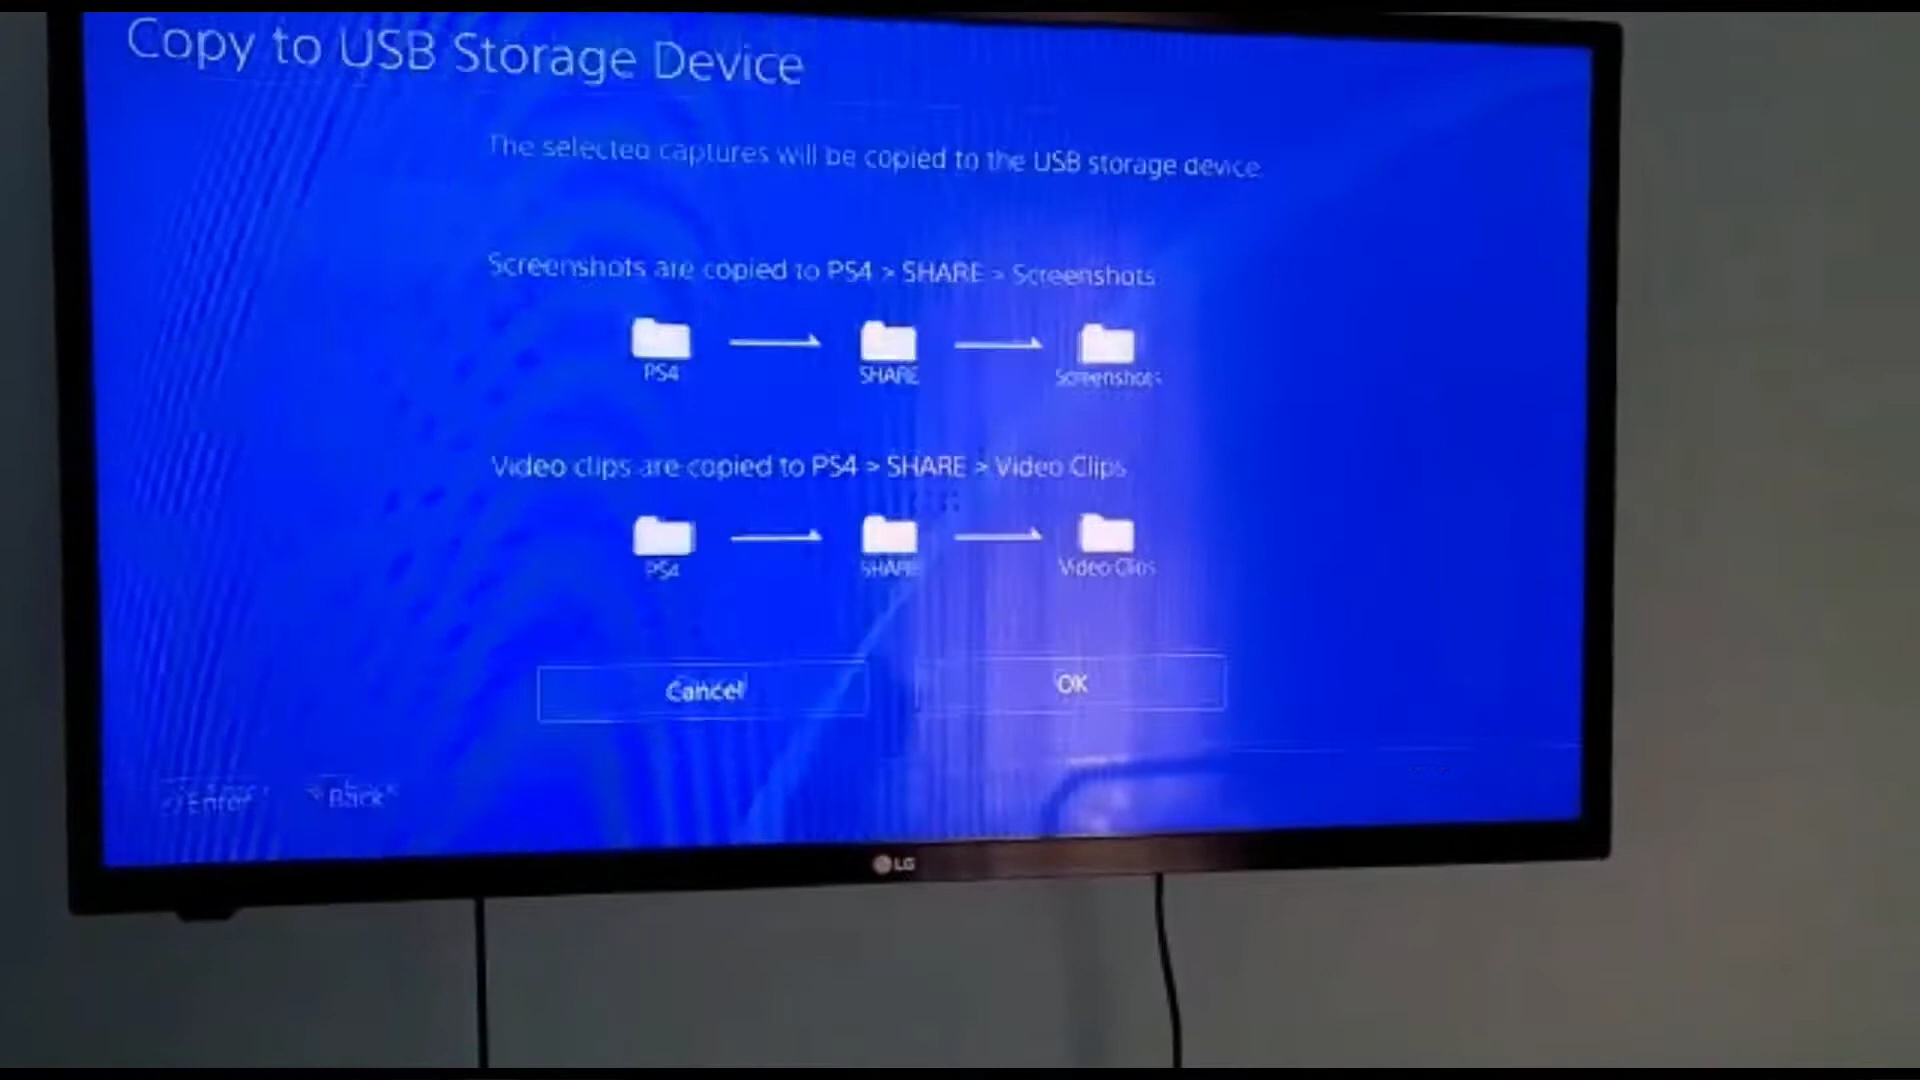 Copy to USB Storage Device
The selected captures will be copied to the USB storage device.
Screenshots are copied to PS4 > SHARE > Screenshots
PS4 SHARE Screenshots
Video clips are copied to PS4 > SHARE > Video Clips
PS4 SHARE Video Clips
Cancel OK
Enter Back
LG